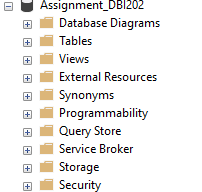 Assignment_DBI202
Database Diagrams
Tables
Views
External Resources
Synonyms
Programmability
Query Store
Service Broker
Storage
Security